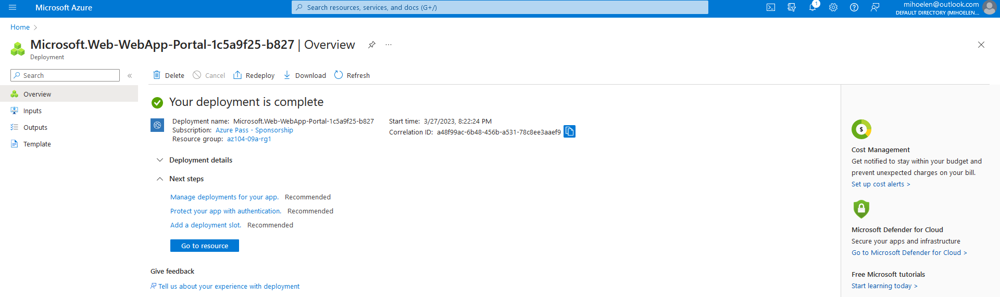 Microsoft Azure
Search resources, services, and docs (G+/)
1
mihoelen@outlook.com
DEFAULT DIRECTORY (MIHOELEN...
Home
Microsoft.Web-WebApp-Portal-1c5a9f25-b827 | Overview
Deployment
Search
Delete
Cancel
Redeploy
Download
Refresh
Overview
Inputs
Outputs
Template
Your deployment is complete
Deployment name: Microsoft.Web-WebApp-Portal-1c5a9f25-b827
Subscription: Azure Pass - Sponsorship
Resource group: az104-09a-rg1
Start time: 3/27/2023, 8:22:24 PM
Correlation ID: a48f99ac-6b48-456b-a531-78c8ee3aaef9
Deployment details
Next steps
Manage deployments for your app. Recommended
Protect your app with authentication. Recommended
Add a deployment slot. Recommended
Go to resource
Give feedback
Tell us about your experience with deployment
$
Cost Management
Get notified to stay within your budget and
prevent unexpected charges on your bill.
Set up cost alerts >
Microsoft Defender for Cloud
Secure your apps and infrastructure
Go to Microsoft Defender for Cloud >
Free Microsoft tutorials
Start learning today >